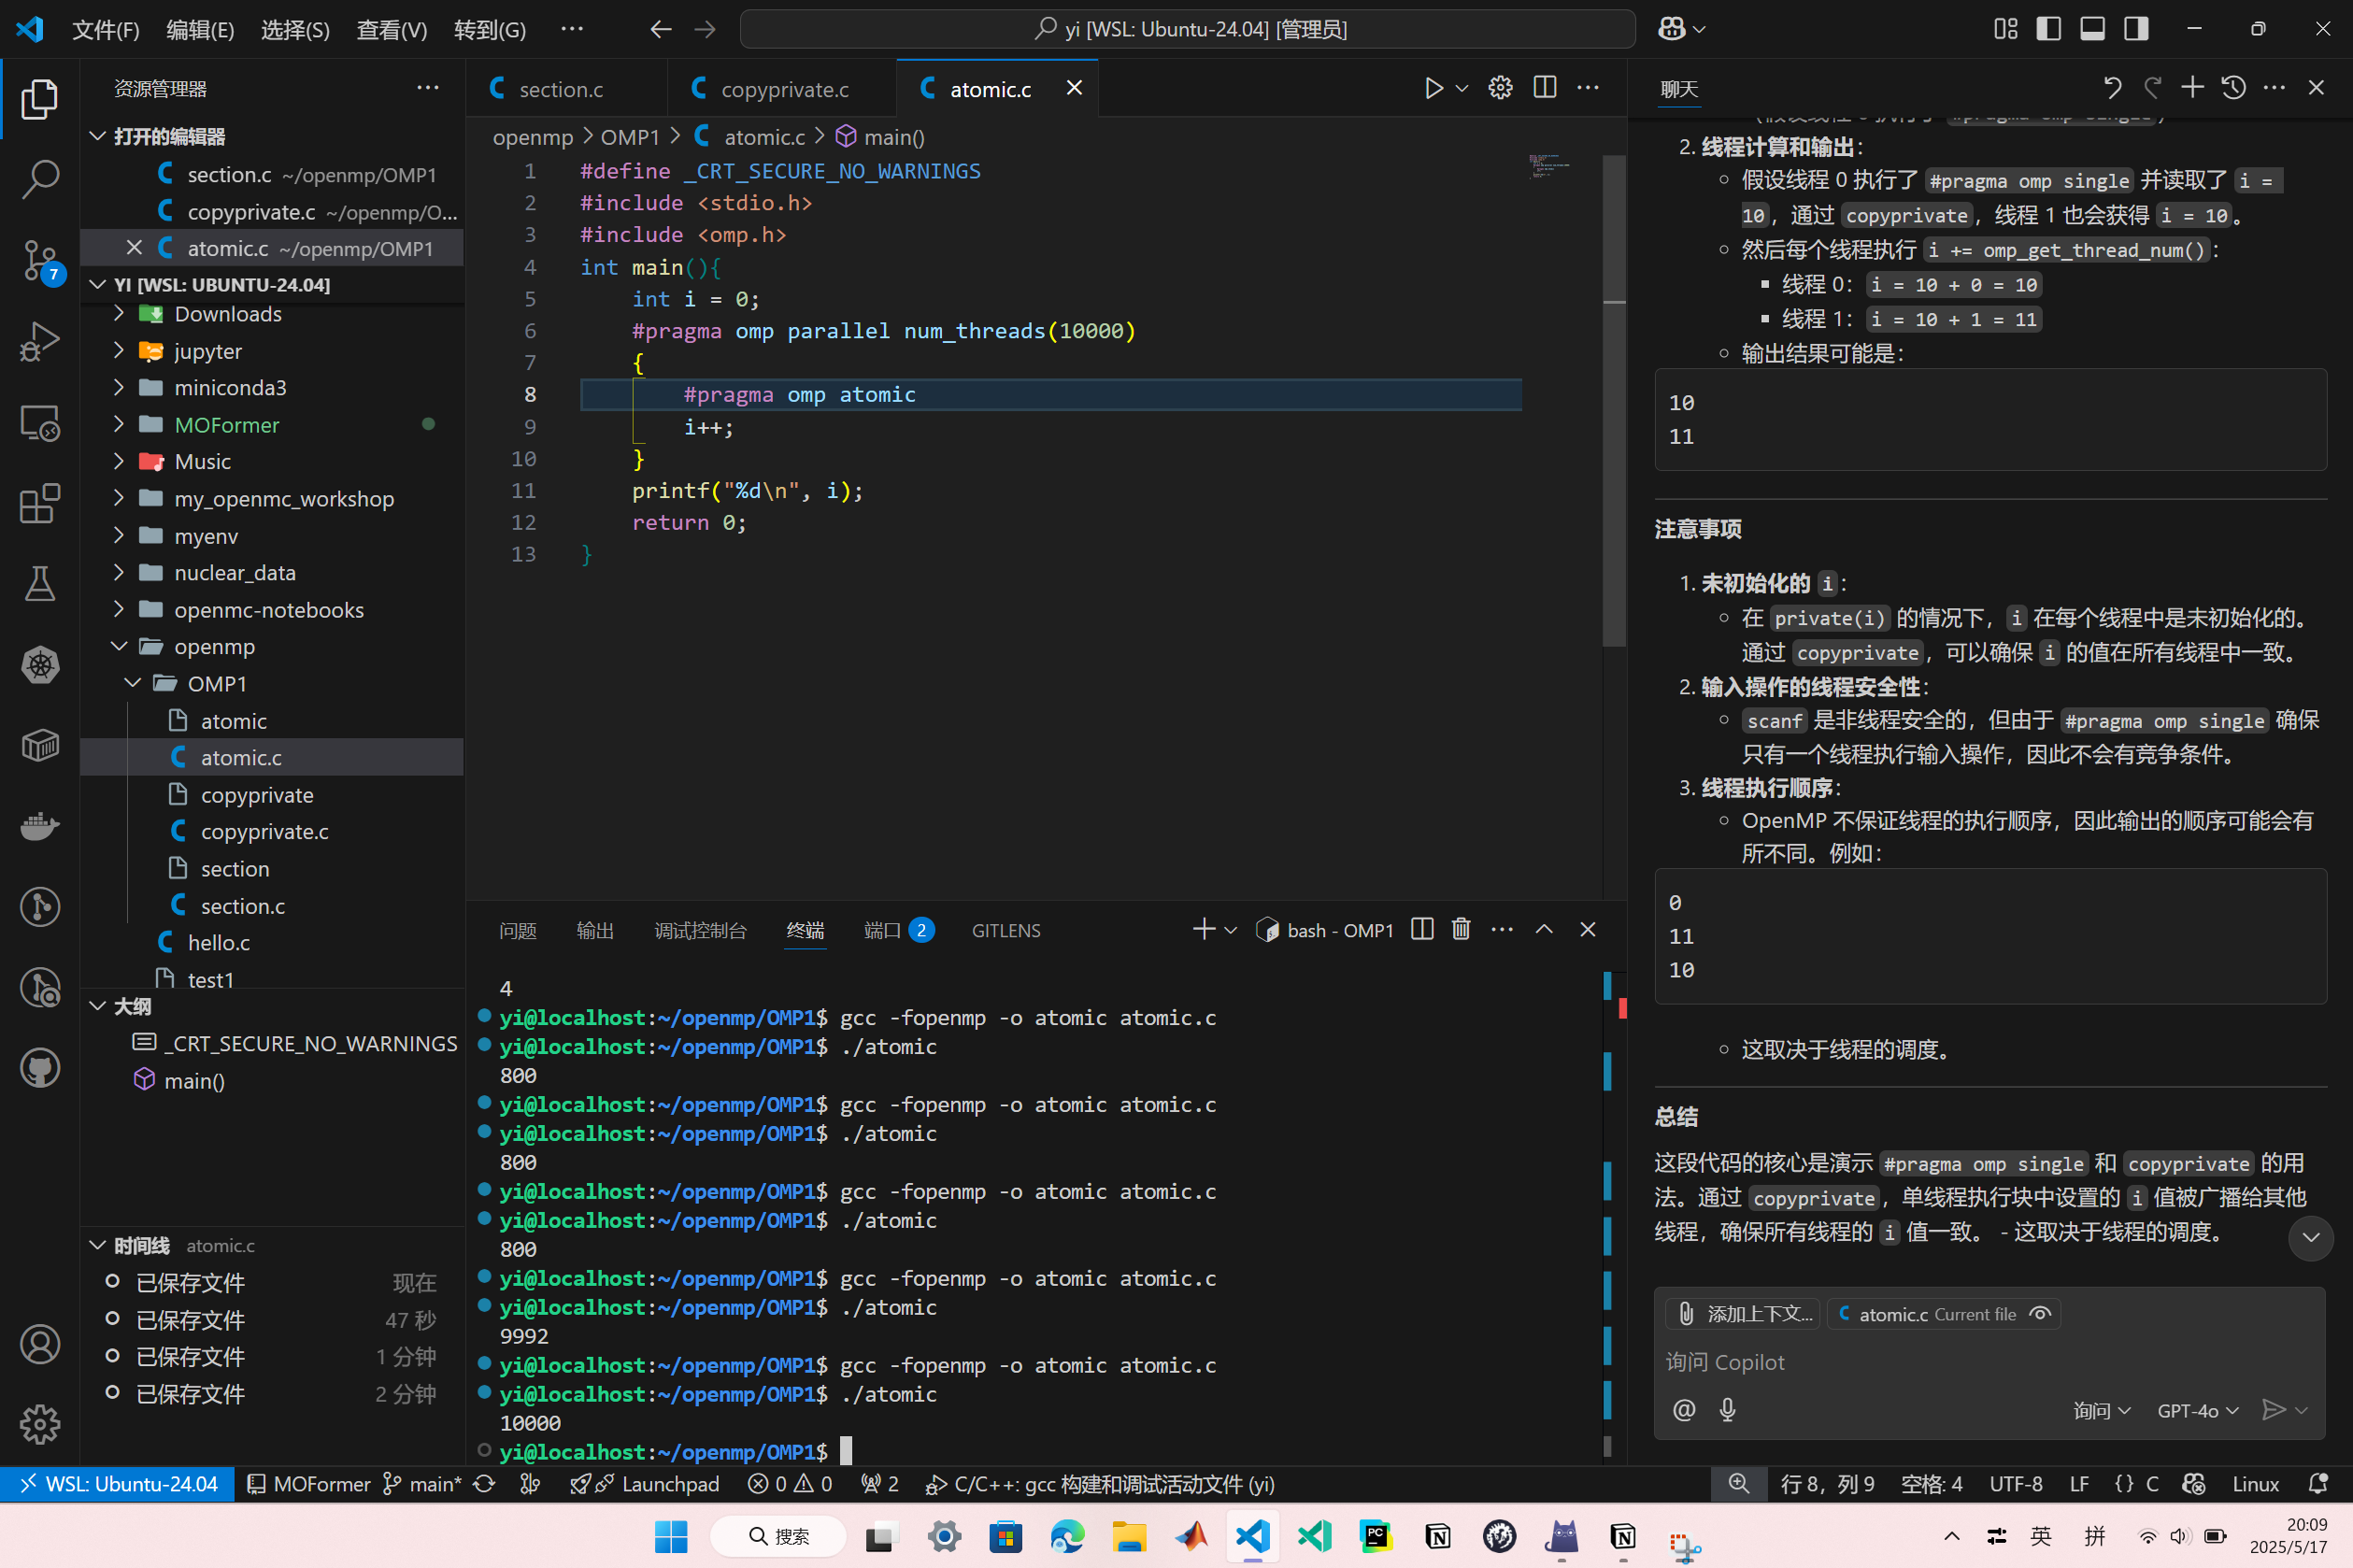 文件(F) 编辑(E) 选择(S) 查看(V) 转到(G) ··· yi [WSL: Ubuntu-24.04] [管理员]
资源管理器
打开的编辑器
section.c ~/openmp/OMP1
copyprivate.c ~/openmp/O...
atomic.c ~/openmp/OMP1
YI [WSL: UBUNTU-24.04]
Downloads
jupyter
miniconda3
MOFormer
Music
my_openmc_workshop
myenv
nuclear_data
openmc-notebooks
openmp
OMP1
atomic
atomic.c
copyprivate
copyprivate.c
section
section.c
hello.c
test1
大纲
_CRT_SECURE_NO_WARNINGS
main()
时间线 atomic.c
已保存文件 现在
已保存文件 47 秒
已保存文件 1 分钟
已保存文件 2 分钟
7
section.c copyprivate.c atomic.c
openmp > OMP1 > atomic.c > main()
1 #define _CRT_SECURE_NO_WARNINGS
2 #include <stdio.h>
3 #include <omp.h>
4 int main(){
5 int i = 0;
6 #pragma omp parallel num_threads(10000)
7 {
8 #pragma omp atomic
9 i++;
10 }
11 printf("%d\n", i);
12 return 0;
13 }
问题 输出 调试控制台 终端 端口 2 GITLENS bash - OMP1
4
yi@localhost:~/openmp/OMP1$ gcc -fopenmp -o atomic atomic.c
yi@localhost:~/openmp/OMP1$ ./atomic
800
yi@localhost:~/openmp/OMP1$ gcc -fopenmp -o atomic atomic.c
yi@localhost:~/openmp/OMP1$ ./atomic
800
yi@localhost:~/openmp/OMP1$ gcc -fopenmp -o atomic atomic.c
yi@localhost:~/openmp/OMP1$ ./atomic
800
yi@localhost:~/openmp/OMP1$ gcc -fopenmp -o atomic atomic.c
yi@localhost:~/openmp/OMP1$ ./atomic
9992
yi@localhost:~/openmp/OMP1$ gcc -fopenmp -o atomic atomic.c
yi@localhost:~/openmp/OMP1$ ./atomic
10000
yi@localhost:~/openmp/OMP1$
聊天
2. 线程计算和输出：
假设线程 0 执行了 #pragma omp single 并读取了 i =
10，通过 copyprivate，线程 1 也会获得 i = 10。
然后每个线程执行 i += omp_get_thread_num()：
线程 0： i = 10 + 0 = 10
线程 1： i = 10 + 1 = 11
输出结果可能是：
10
11
注意事项
1. 未初始化的 i：
在 private(i) 的情况下，i 在每个线程中是未初始化的。
通过 copyprivate，可以确保 i 的值在所有线程中一致。
2. 输入操作的线程安全性：
scanf 是非线程安全的，但由于 #pragma omp single 确保
只有一个线程执行输入操作，因此不会有竞争条件。
3. 线程执行顺序：
OpenMP 不保证线程的执行顺序，因此输出的顺序可能会有
所不同。例如：
0
11
10
这取决于线程的调度。
总结
这段代码的核心是演示 #pragma omp single 和 copyprivate 的用
法。通过 copyprivate，单线程执行块中设置的 i 值被广播给其他
线程，确保所有线程的 i 值一致。 - 这取决于线程的调度。
添加上下文... atomic.c Current file
询问 Copilot
@ 询问 GPT-4o
WSL: Ubuntu-24.04 MOFormer main* Launchpad 0 0 2 C/C++: gcc 构建和调试活动文件 (yi) 行 8，列 9 空格: 4 UTF-8 LF {} C Linux
搜索 PC 英 拼 20:09
2025/5/17